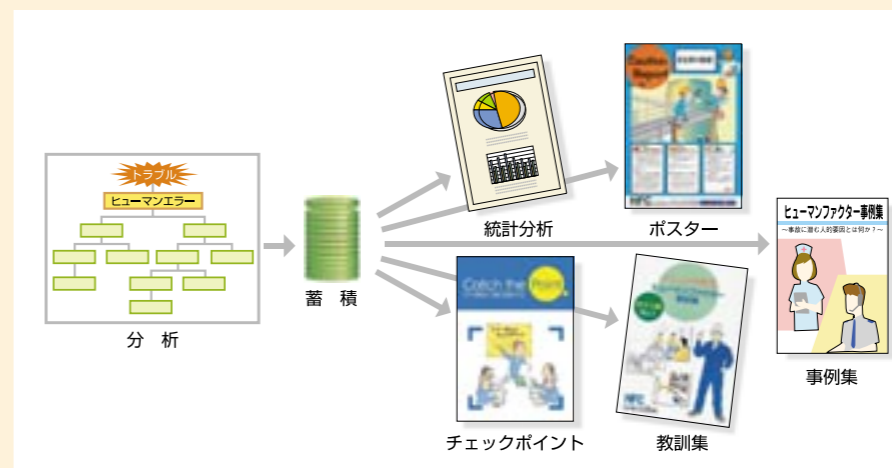 トラブル
ヒューマンエラー
分 析
蓄 積
統計分析
Caution
Report
ポスター
Catch the Point
チェックポイント
教訓集
ヒューマンファクター事例集
～事故に潜む人的要因とは何か？～
事例集